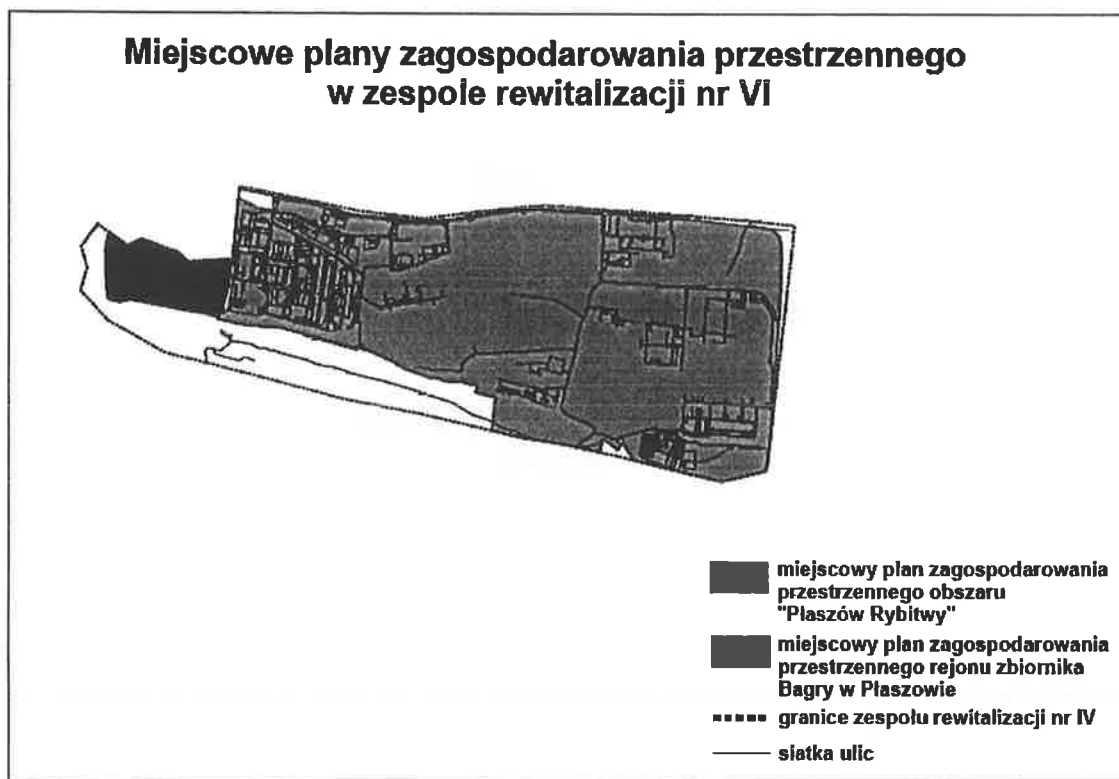 Miejscowe plany zagospodarowania przestrzennego
w zespole rewitalizacji nr VI
miejscowy plan zagospodarowania
przestrzennego obszaru
"Płaszów Rybitwy"
miejscowy plan zagospodarowania
przestrzennego rejonu zbiornika
Bagry w Płaszowie
granice zespołu rewitalizacji nr IV
siatka ulic